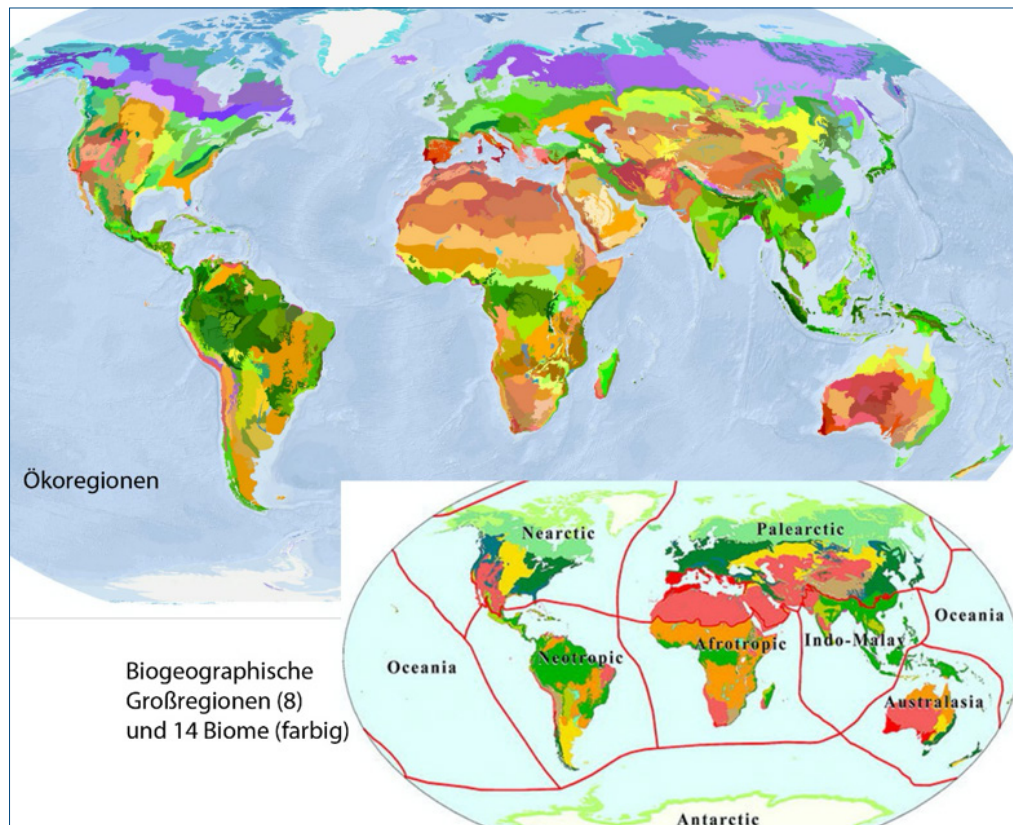 Ökoregionen
Nearctic
Palearctic
Oceania
Oceania
Neotropic
Afrotropic
Indo-Malay
Australasia
Antarctic
Biogeographische
Großregionen (8)
und 14 Biome (farbig)